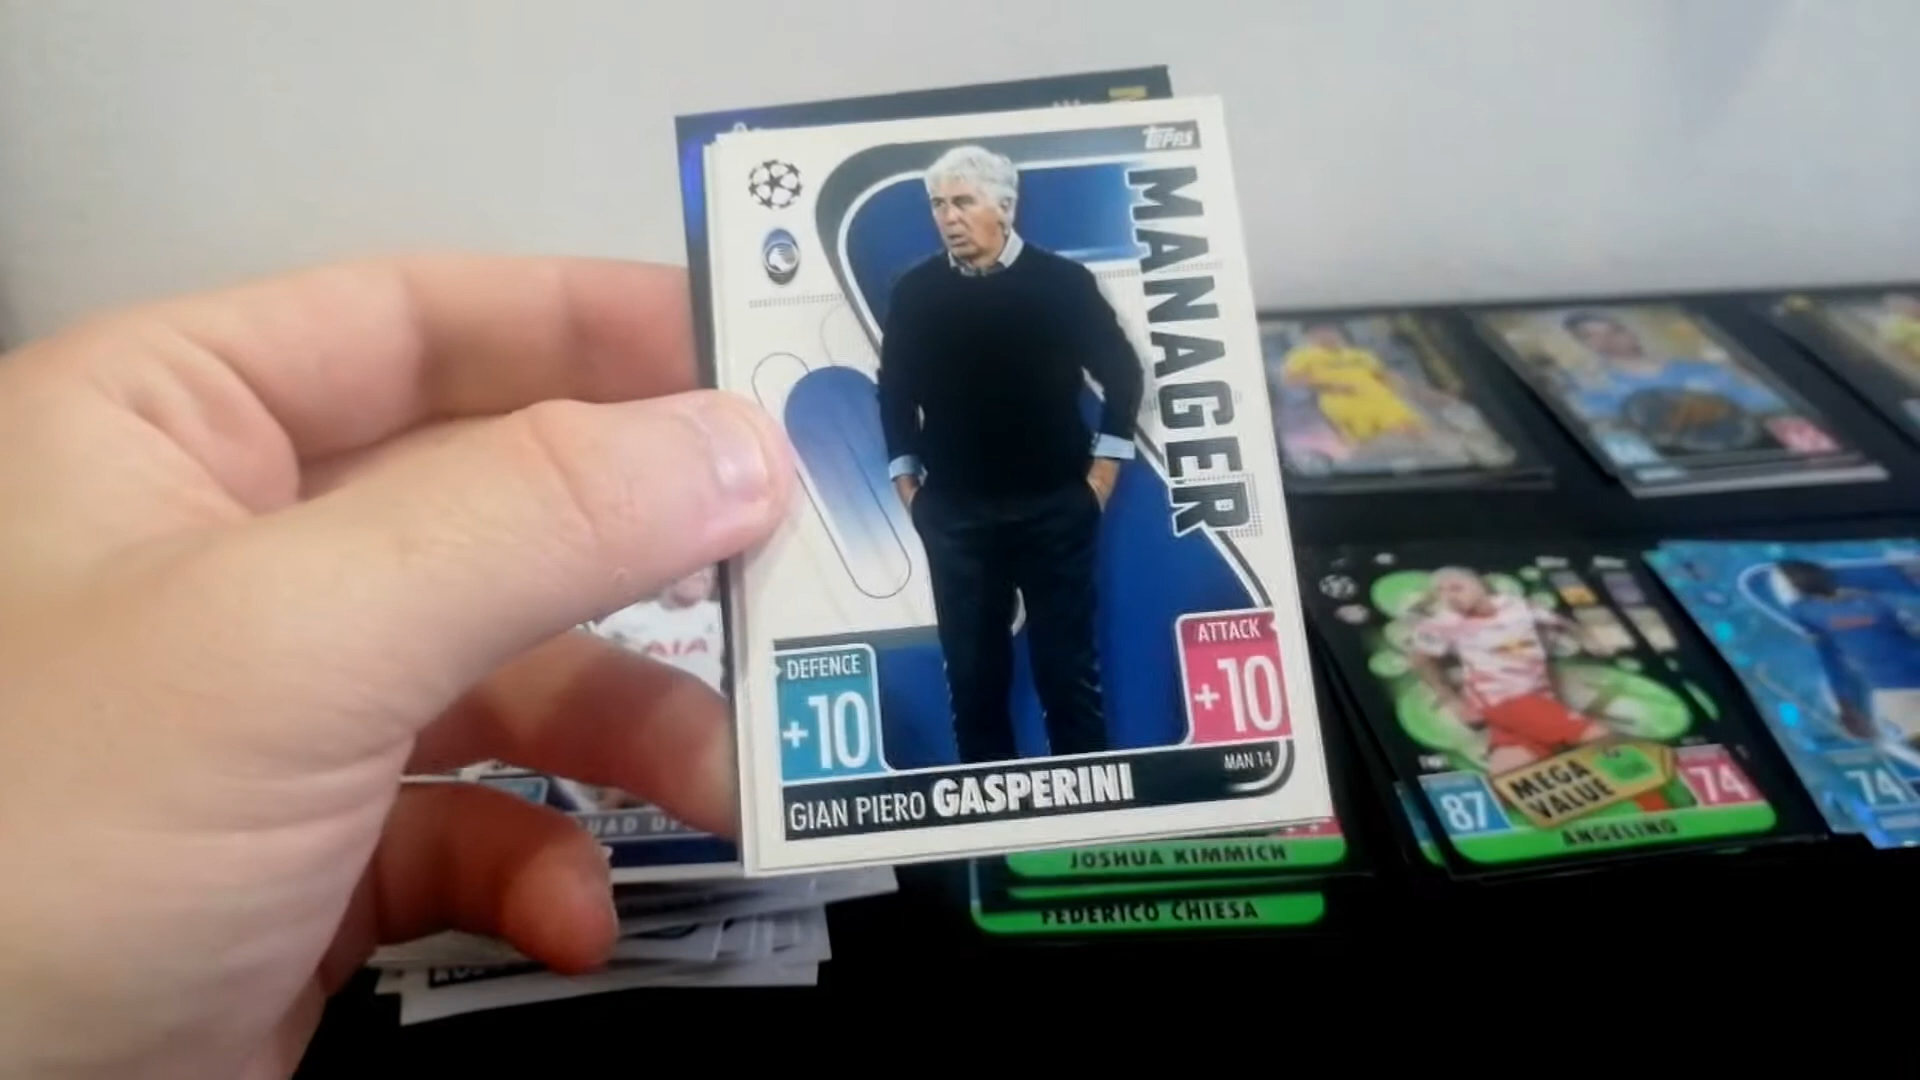 TOPPS
MANAGER
DEFENCE
+10
ATTACK
+10
MAN 14
GIAN PIERO GASPERINI
AIA
JOSHUA KIMMICH
FEDERICO CHIESA
87
MEGA
VALUE
74
ANGELINO
74